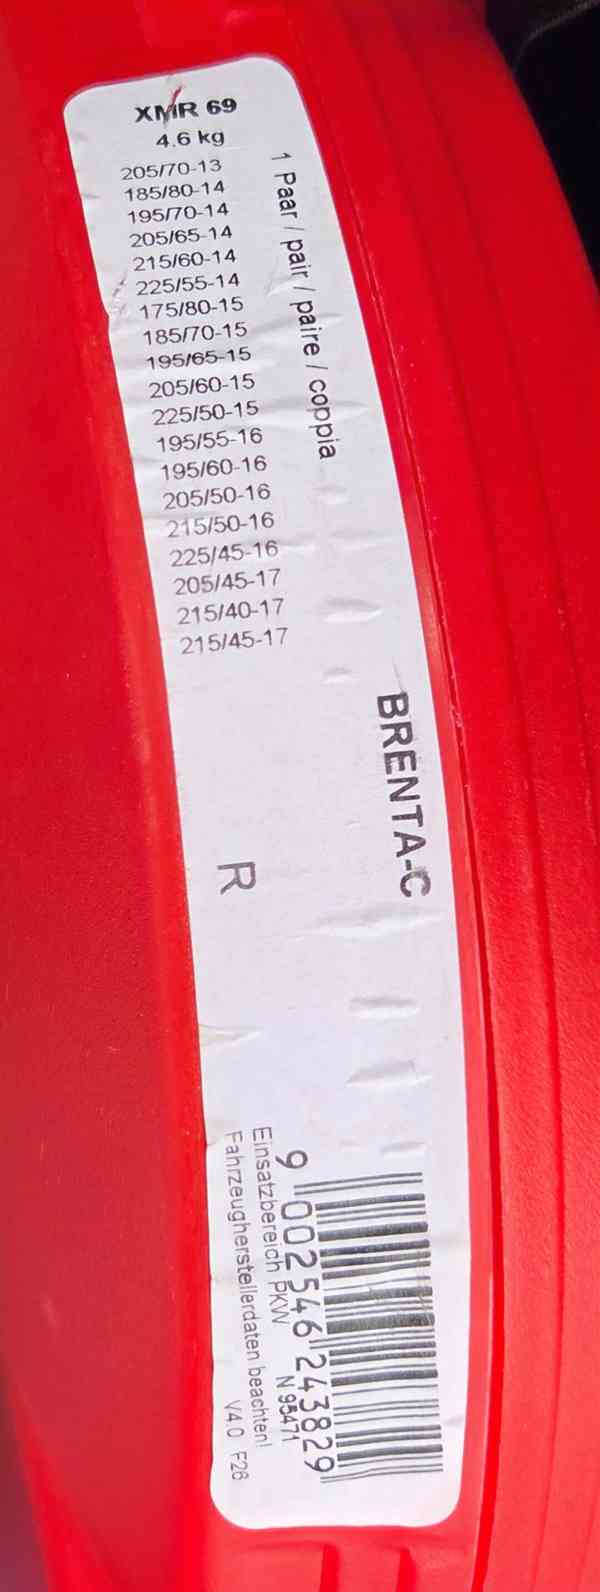 XMR 69
4.6 kg
205/70-13
185/80-14
195/70-14
205/65-14
215/60-14
225/55-14
175/80-15
185/70-15
195/65-15
205/60-15
225/50-15
195/55-16
195/60-16
205/50-16
215/50-16
225/45-16
205/45-17
215/40-17
215/45-17
1 Paar / pair / paire / coppia
BRENTA-C
R
9 002546 243829
N 95471
Einsatzbereich PKW
Fahrzeugherstellerdaten beachten!
V4.0 F26